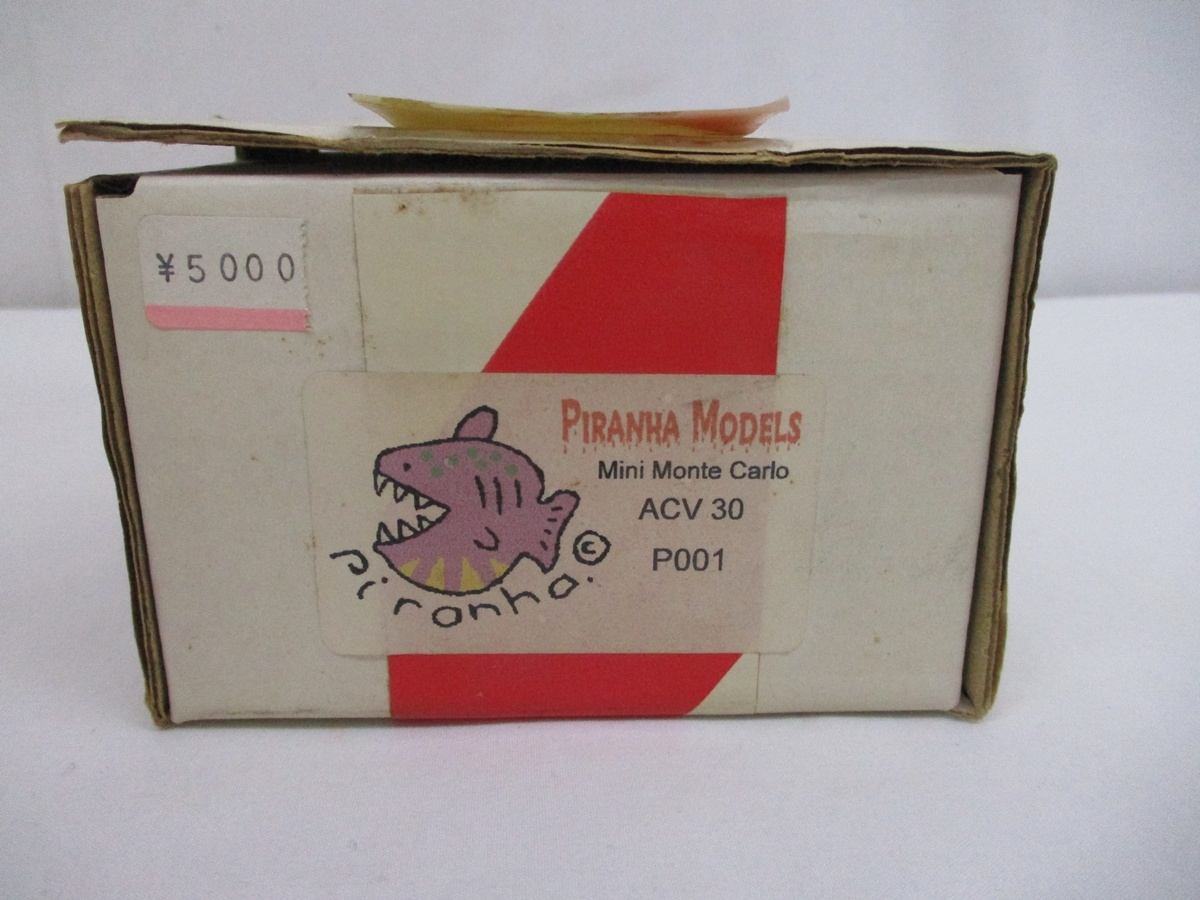 ¥5000
PIRANHA MODELS
Mini Monte Carlo
ACV 30
P001
piranha. ©